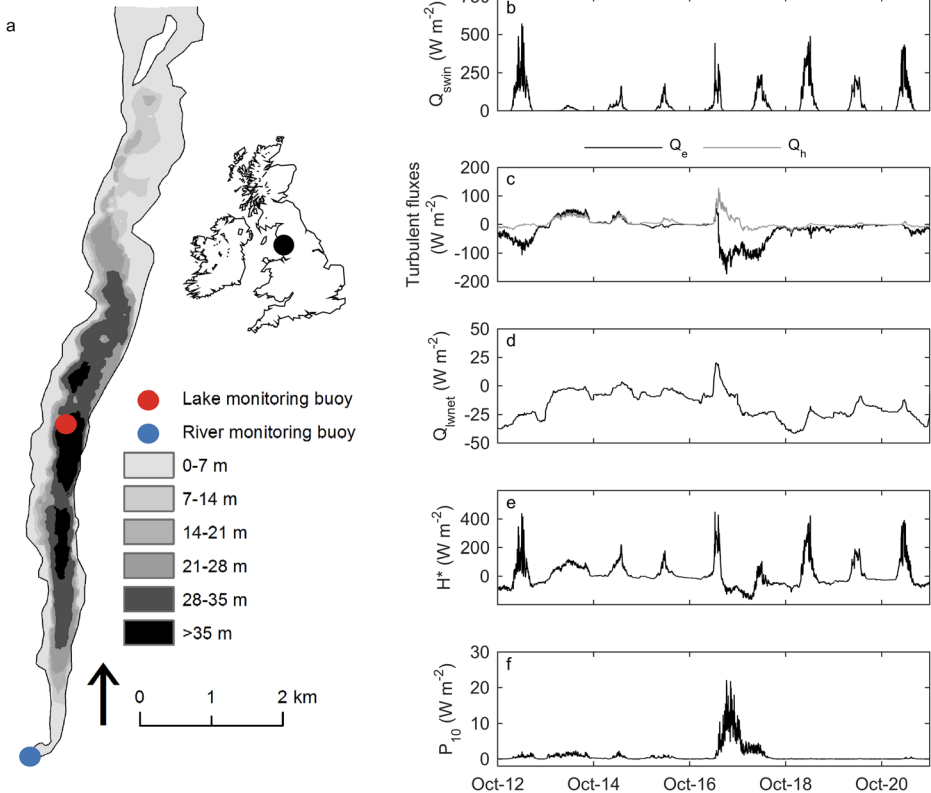 a
Lake monitoring buoy
River monitoring buoy
0-7 m
7-14 m
14-21 m
21-28 m
28-35 m
>35 m
0 1 2 km
b
Q_swin (W m^-2)
500
250
0
Q_e Q_h
c
Turbulent fluxes
(W m^-2)
200
100
0
-100
-200
d
Q_lwnet (W m^-2)
50
25
0
-25
-50
e
H* (W m^-2)
400
200
0
f
P_10 (W m^-2)
30
20
10
0
Oct-12 Oct-14 Oct-16 Oct-18 Oct-20